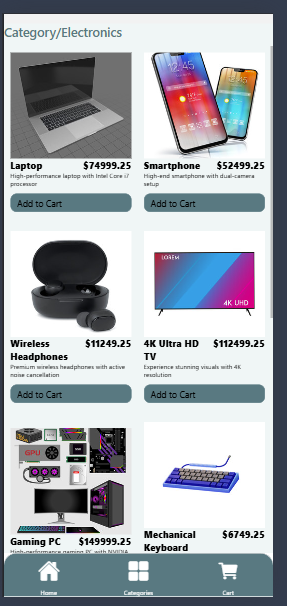 Category/Electronics
12:45
Laptop $74999.25
High-performance laptop with Intel Core i7
processor
Add to Cart
Smartphone $52499.25
High-end smartphone with dual-camera
setup
Add to Cart
LOREM
4K UHD
Wireless
Headphones
$11249.25
Premium wireless headphones with active
noise cancellation
Add to Cart
4K Ultra HD
TV
$112499.25
Experience stunning visuals with 4K
resolution
Add to Cart
GPU
Gaming PC $149999.25
High-performance gaming PC with NVIDIA
Mechanical
Keyboard
$6749.25
Home
Categories
Cart